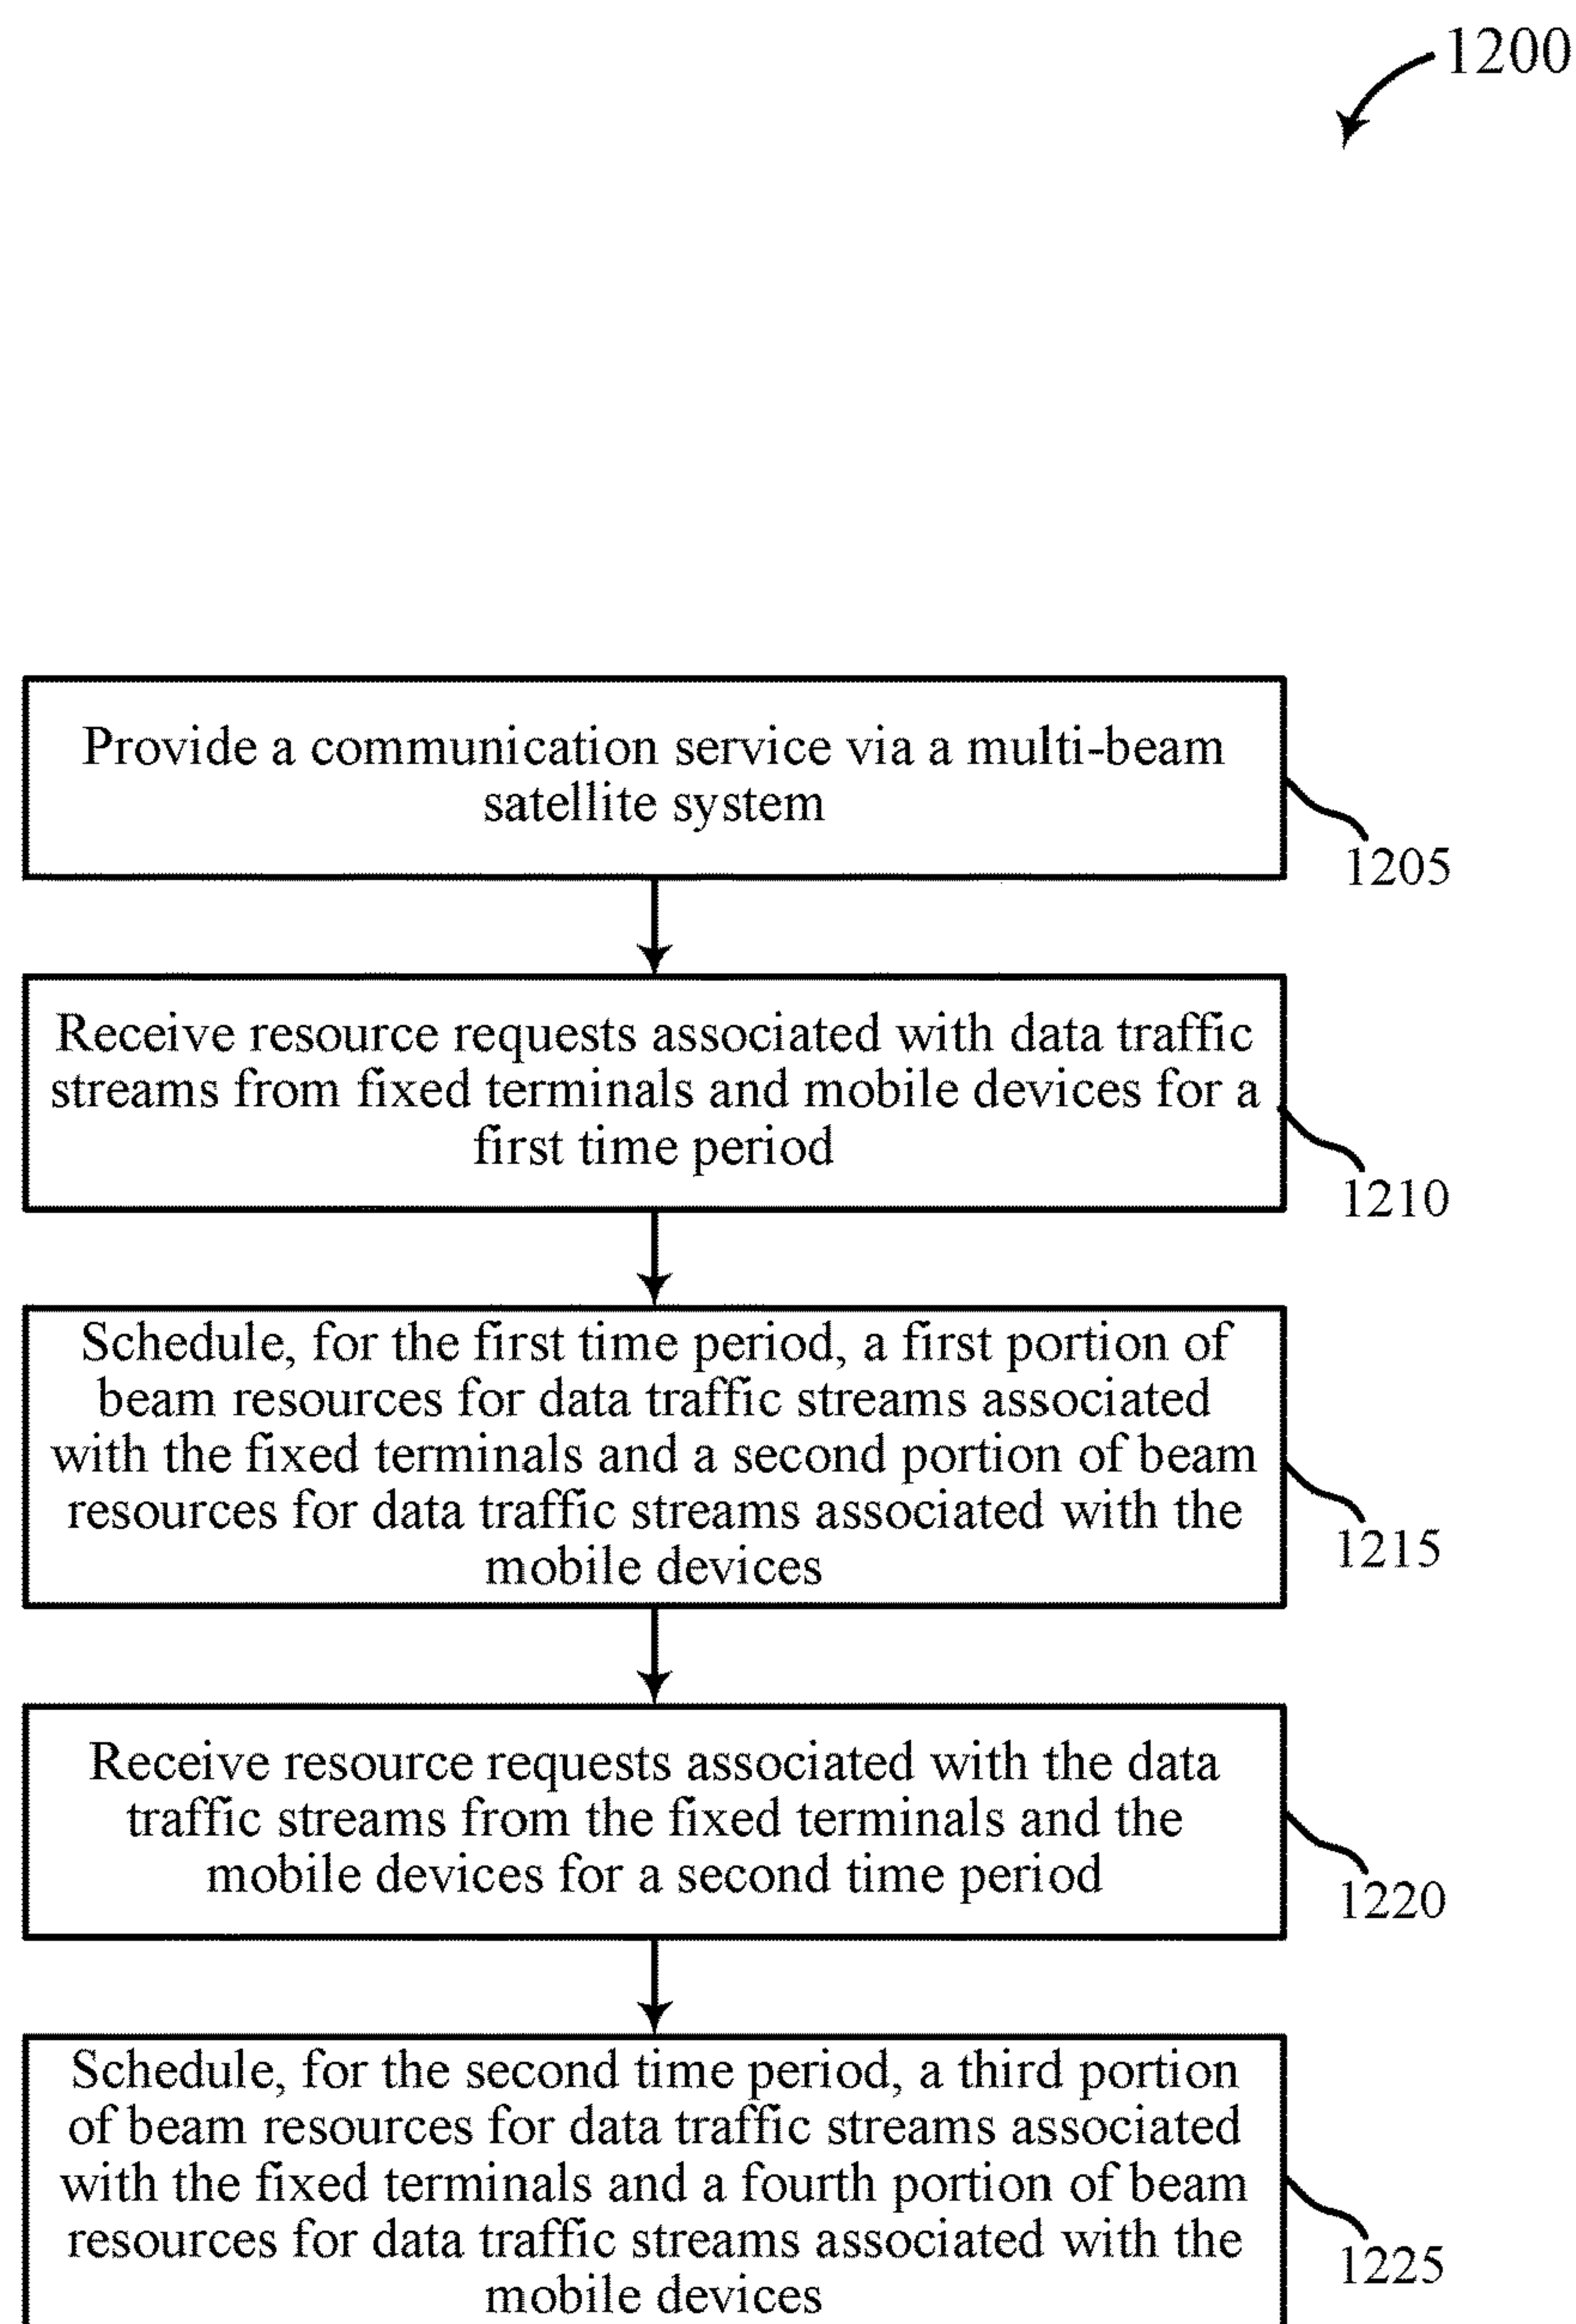 1200
Provide a communication service via a multi-beam
satellite system
1205
Receive resource requests associated with data traffic
streams from fixed terminals and mobile devices for a
first time period
1210
Schedule, for the first time period, a first portion of
beam resources for data traffic streams associated
with the fixed terminals and a second portion of beam
resources for data traffic streams associated with the
mobile devices
1215
Receive resource requests associated with the data
traffic streams from the fixed terminals and the
mobile devices for a second time period
1220
Schedule, for the second time period, a third portion
of beam resources for data traffic streams associated
with the fixed terminals and a fourth portion of beam
resources for data traffic streams associated with the
mobile devices
1225